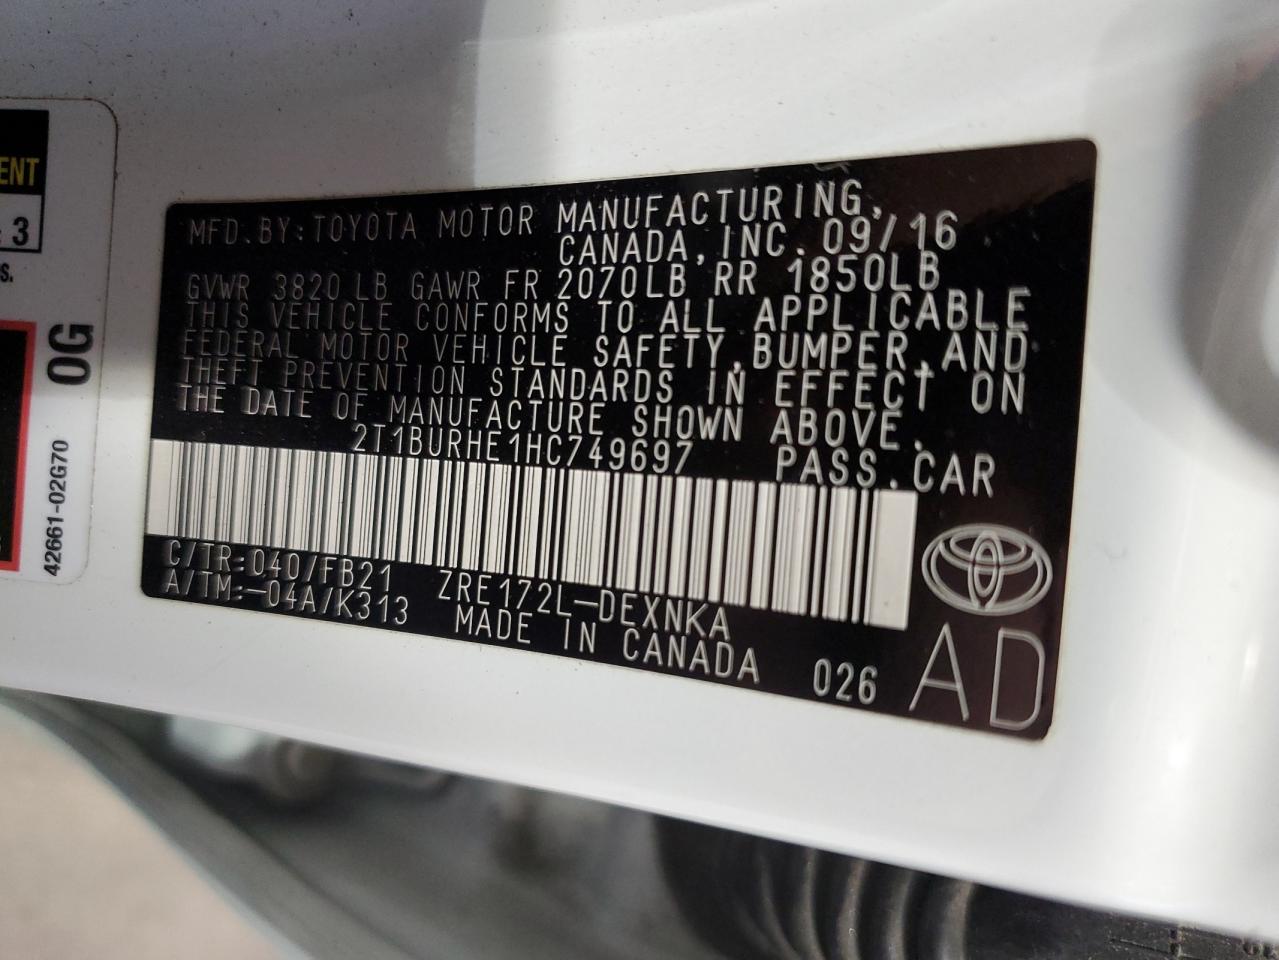 MFD. BY: TOYOTA MOTOR MANUFACTURING,
CANADA, INC. 09/16
GVWR 3820 LB GAWR FR 2070LB RR 1850LB
THIS VEHICLE CONFORMS TO ALL APPLICABLE
FEDERAL MOTOR VEHICLE SAFETY, BUMPER, AND
THEFT PREVENTION STANDARDS IN EFFECT ON
THE DATE OF MANUFACTURE SHOWN ABOVE.
2T1BURHE1HC749697 PASS. CAR
C/TR: 040/FB21 ZRE172L-DEXNKA
A/TM: -04A/K313 MADE IN CANADA 026
AD
3
0G
42661-02G70